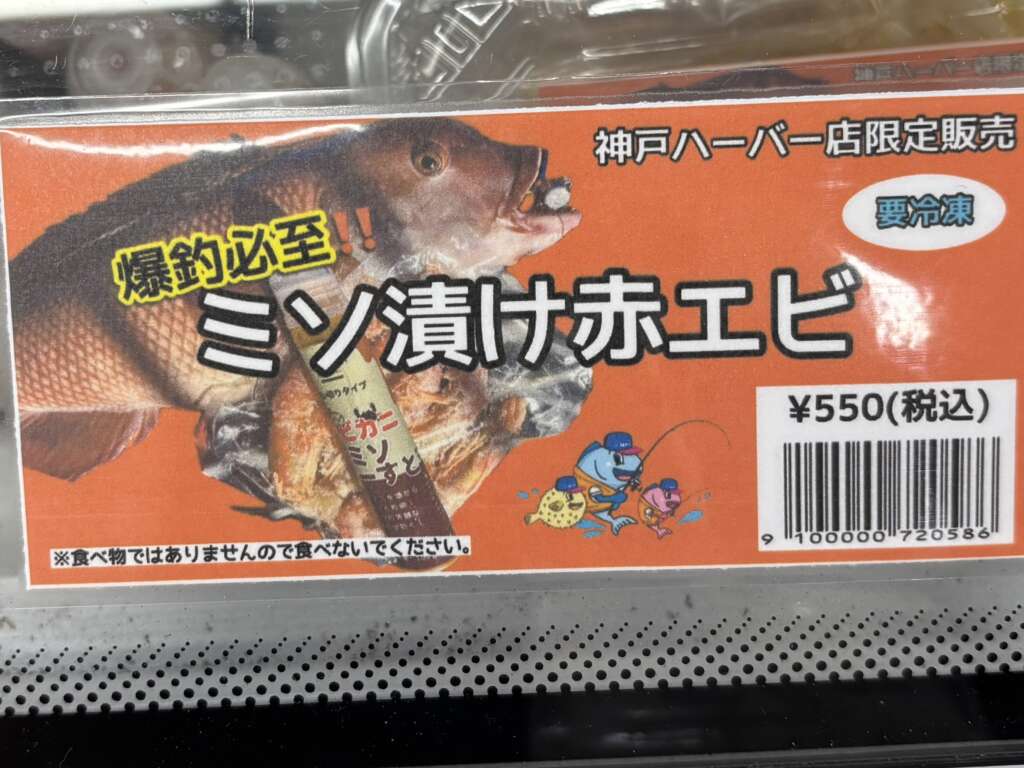 神戸ハーバー店限定販売
要冷凍
爆釣必至!!
ミソ漬け赤エビ
¥550(税込)
9 100000 720586
※食べ物ではありませんので食べないでください。